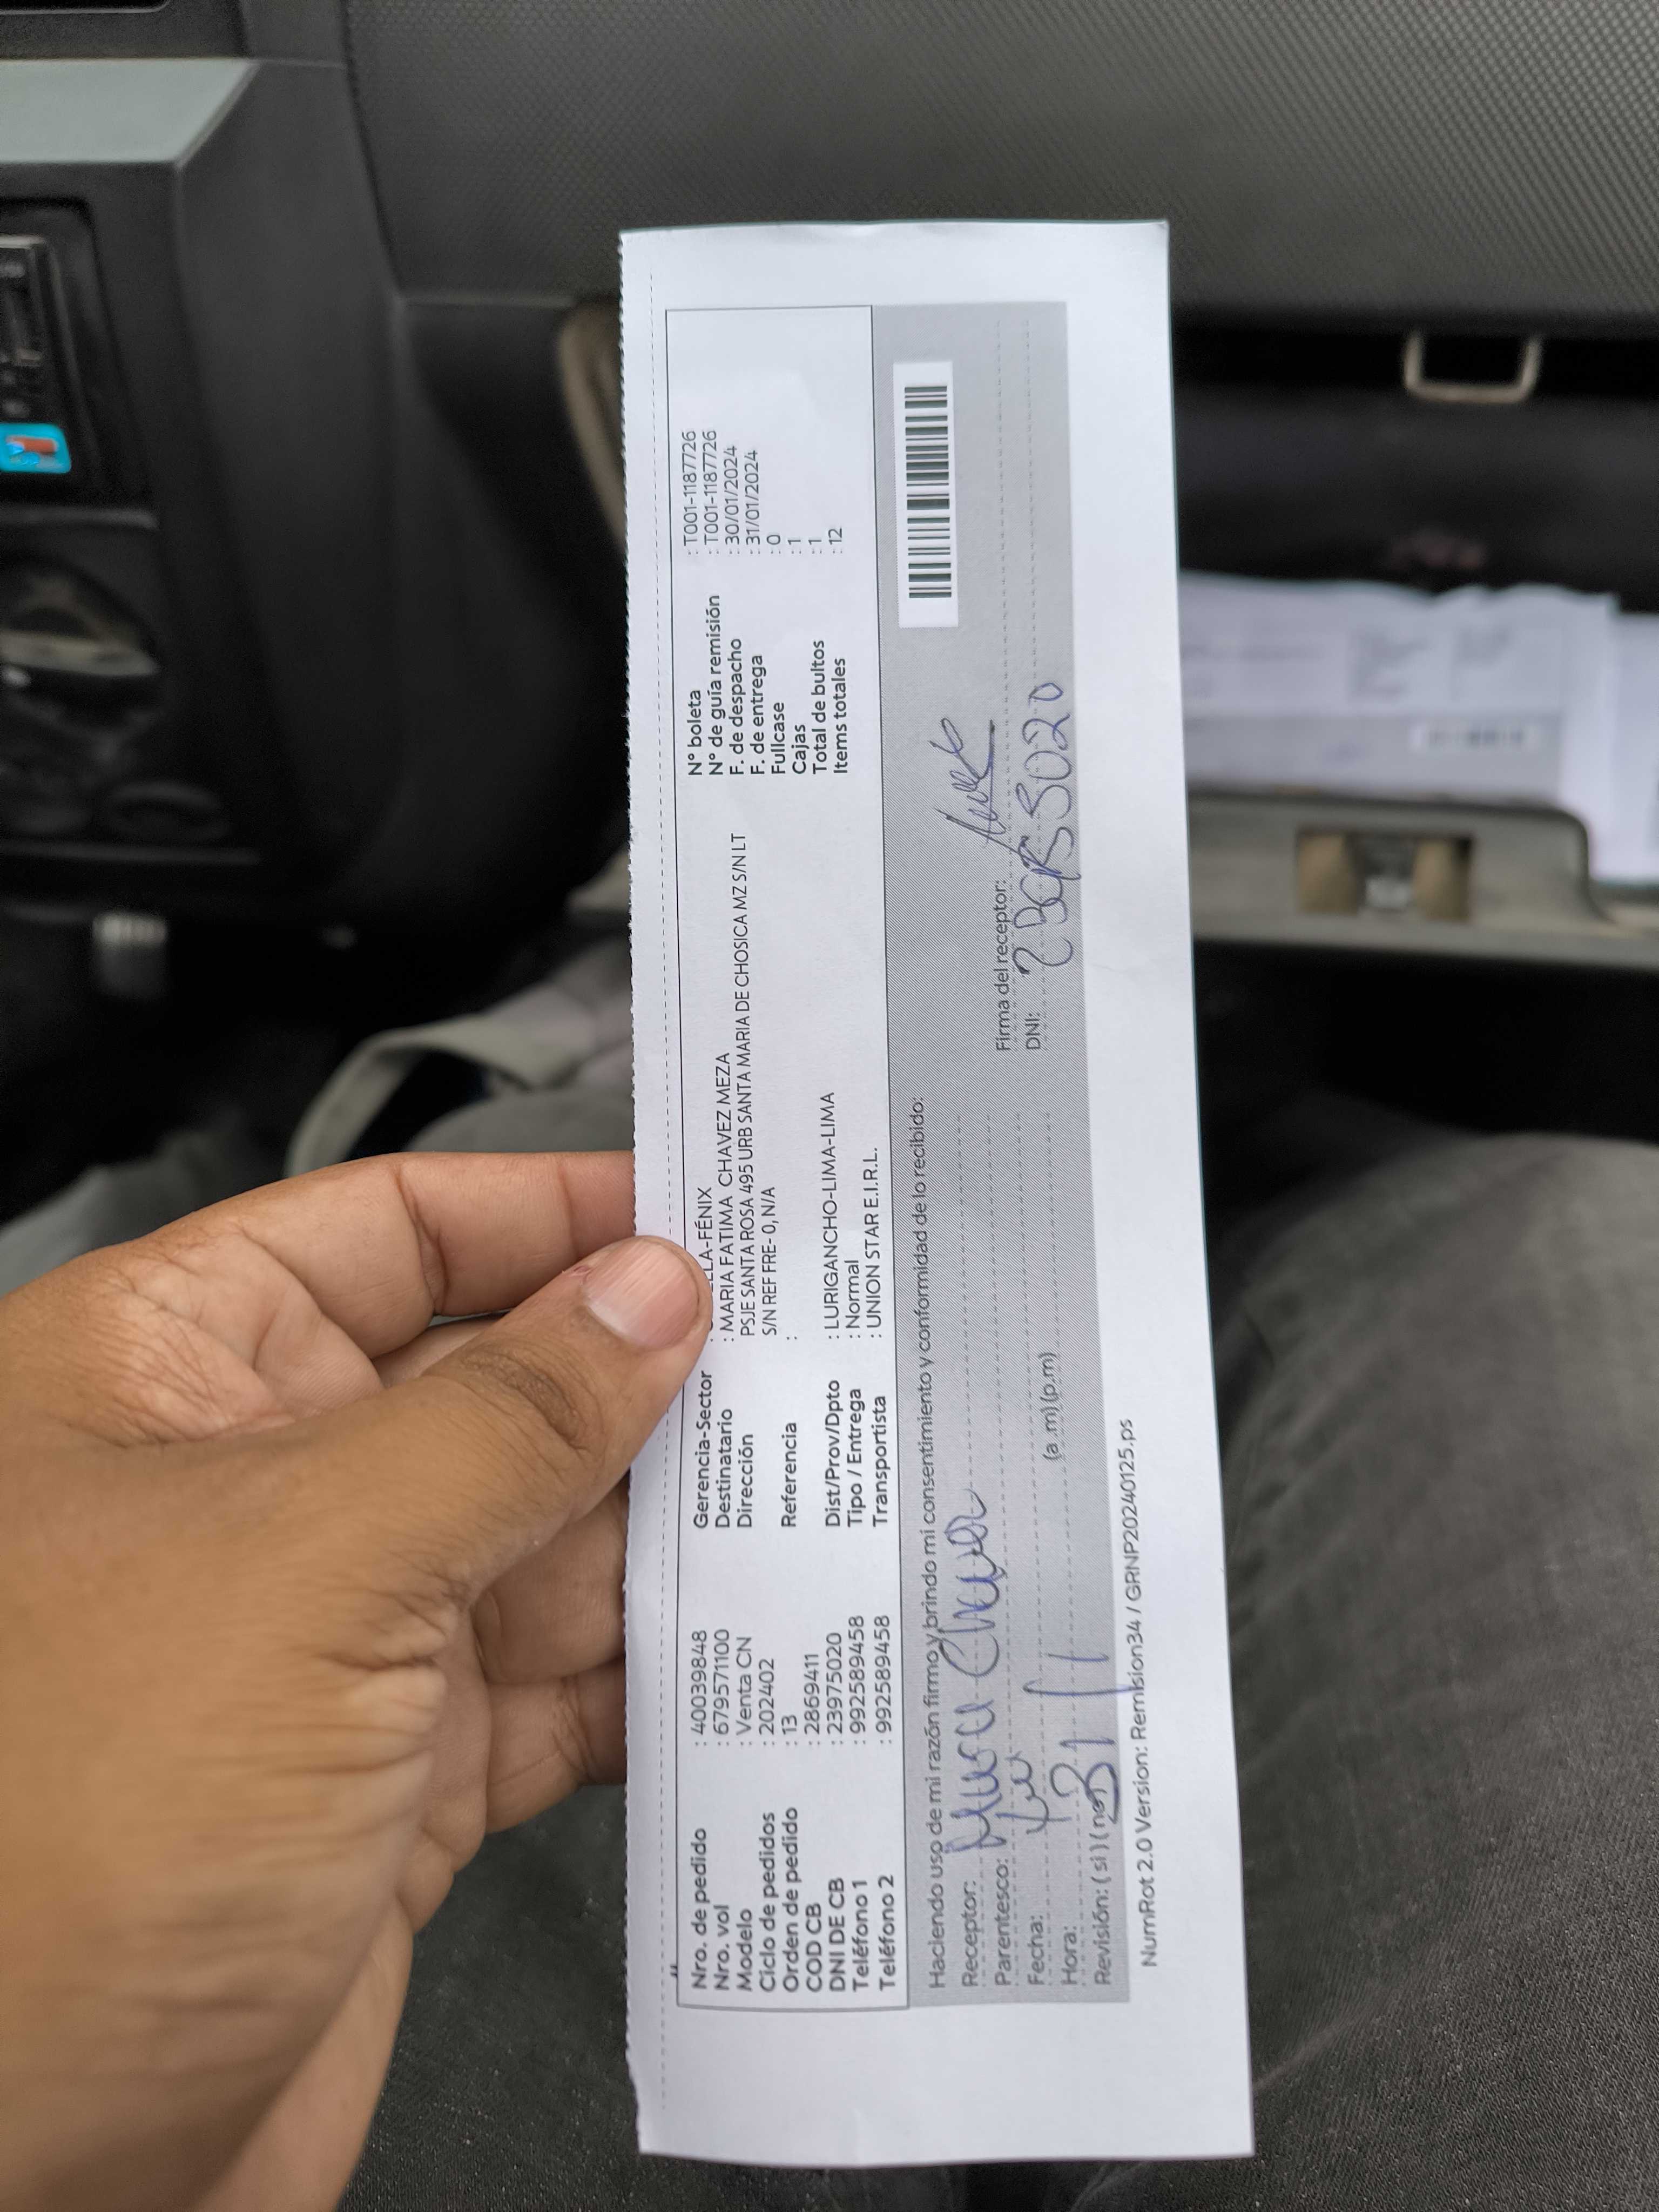 Nro. de pedido : 40039848
Nro. vol : 679571100
Modelo : Venta CN
Ciclo de pedidos : 202402
Orden de pedido : 13
COD CB : 2869411
DNI DE CB : 23975020
Teléfono 1 : 992589458
Teléfono 2 : 992589458
Gerencia-Sector LLA-FÉNIX
Destinatario : MARIA FATIMA CHAVEZ MEZA
Dirección PSJE SANTA ROSA 495 URB SANTA MARIA DE CHOSICA MZ S/N LT
S/N REF FRE- 0, N/A
Referencia :
Dist/Prov/Dpto : LURIGANCHO-LIMA-LIMA
Tipo / Entrega : Normal
Transportista : UNION STAR E.I.R.L.
N° boleta : T001-1187726
N° de guía remisión : T001-1187726
F. de despacho : 30/01/2024
F. de entrega : 31/01/2024
Fullcase : 0
Cajas : 1
Total de bultos : 1
Items totales : 12
Haciendo uso de mi razón firmo y brindo mi consentimiento y conformidad de lo recibido:
Receptor: Chavez
Parentesco:
Fecha: 31
Hora: (a.m) (p.m)
Revisión: ( si ) ( no )
Firma del receptor:
DNI: 23975020
NumRot 2.0 Version: Remision34 / GRNP20240125.ps